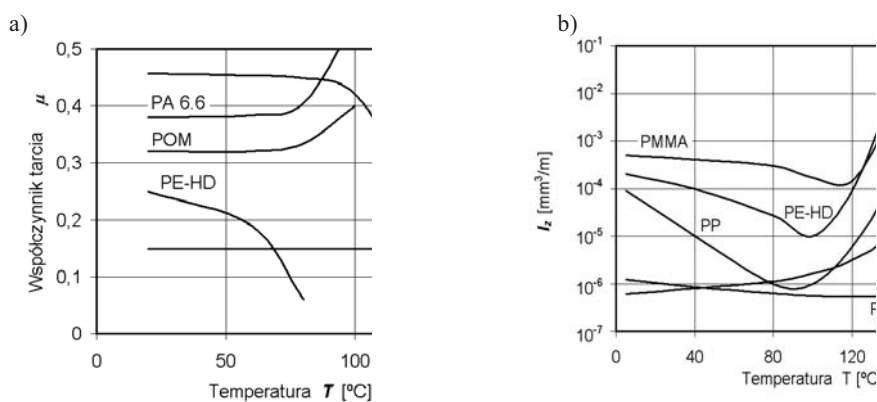 a)
0,5
0,4
0,3
0,2
0,1
0
Współczynnik tarcia μ
PA 6.6
POM
PE-HD
0
50
100
Temperatura T [ºC]
b)
10⁻¹
10⁻²
10⁻³
10⁻⁴
10⁻⁵
10⁻⁶
10⁻⁷
I_z [mm³/m]
PMMA
PE-HD
PP
0
40
80
120
Temperatura T [ºC